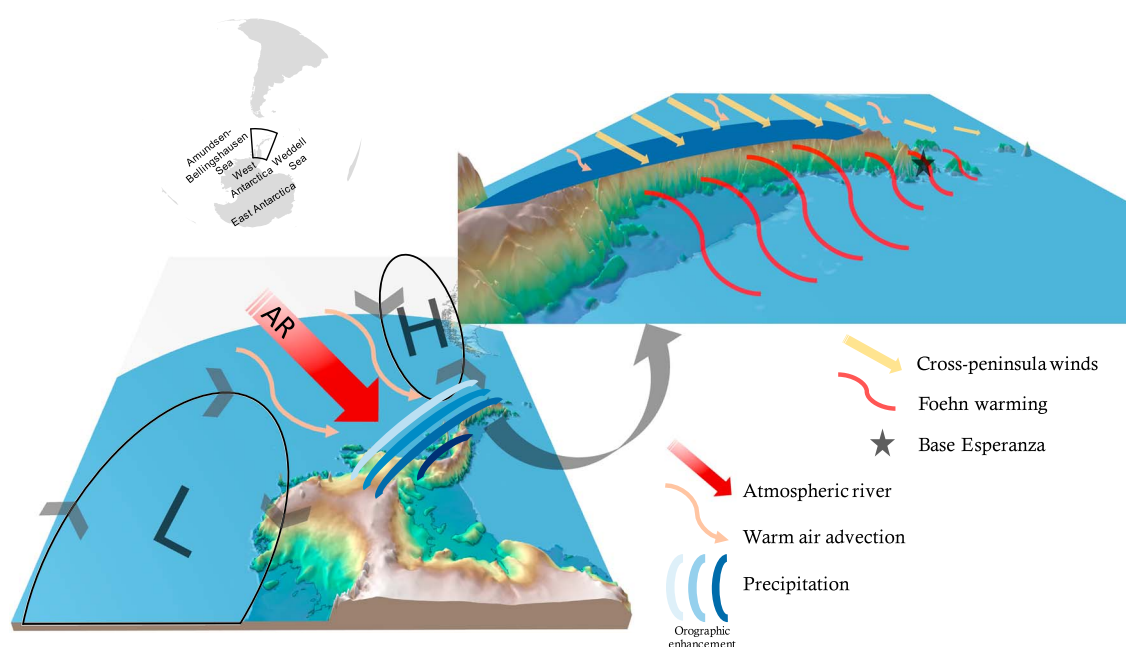 Amundsen-
Bellingshausen
Sea
Weddell
Sea
West
Antarctica
East Antarctica
AR
H
L
Cross-peninsula winds
Foehn warming
Base Esperanza
Atmospheric river
Warm air advection
Precipitation
Orographic
enhancement